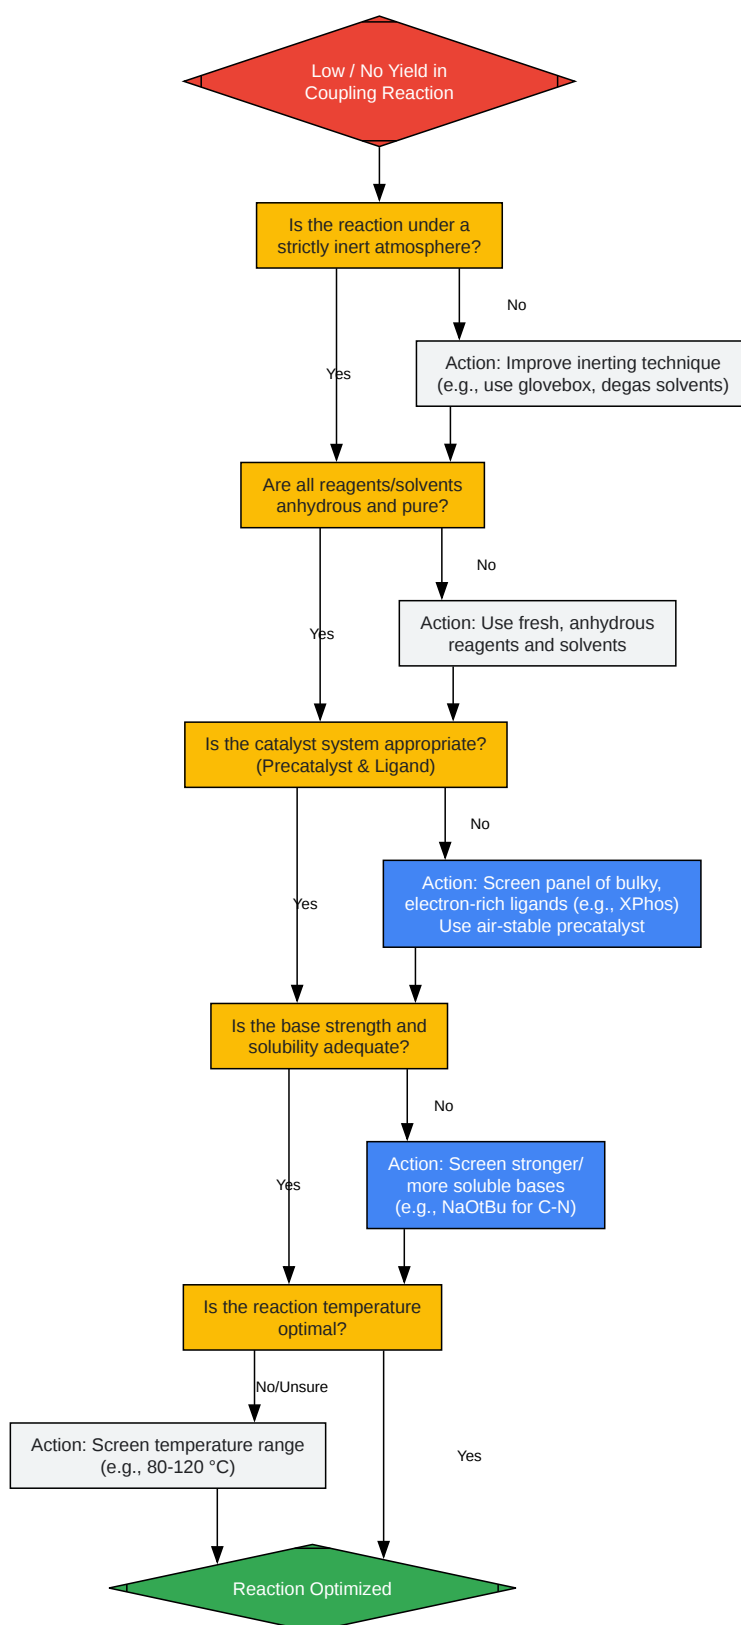 Low / No Yield in
Coupling Reaction
Is the reaction under a
strictly inert atmosphere?
No
Action: Improve inerting technique
(e.g., use glovebox, degas solvents)
Yes
Are all reagents/solvents
anhydrous and pure?
No
Action: Use fresh, anhydrous
reagents and solvents
Yes
Is the catalyst system appropriate?
(Precatalyst & Ligand)
No
Action: Screen panel of bulky,
electron-rich ligands (e.g., XPhos)
Use air-stable precatalyst
Yes
Is the base strength and
solubility adequate?
No
Action: Screen stronger/
more soluble bases
(e.g., NaOtBu for C-N)
Yes
Is the reaction temperature
optimal?
No/Unsure
Action: Screen temperature range
(e.g., 80-120 °C)
Yes
Reaction Optimized